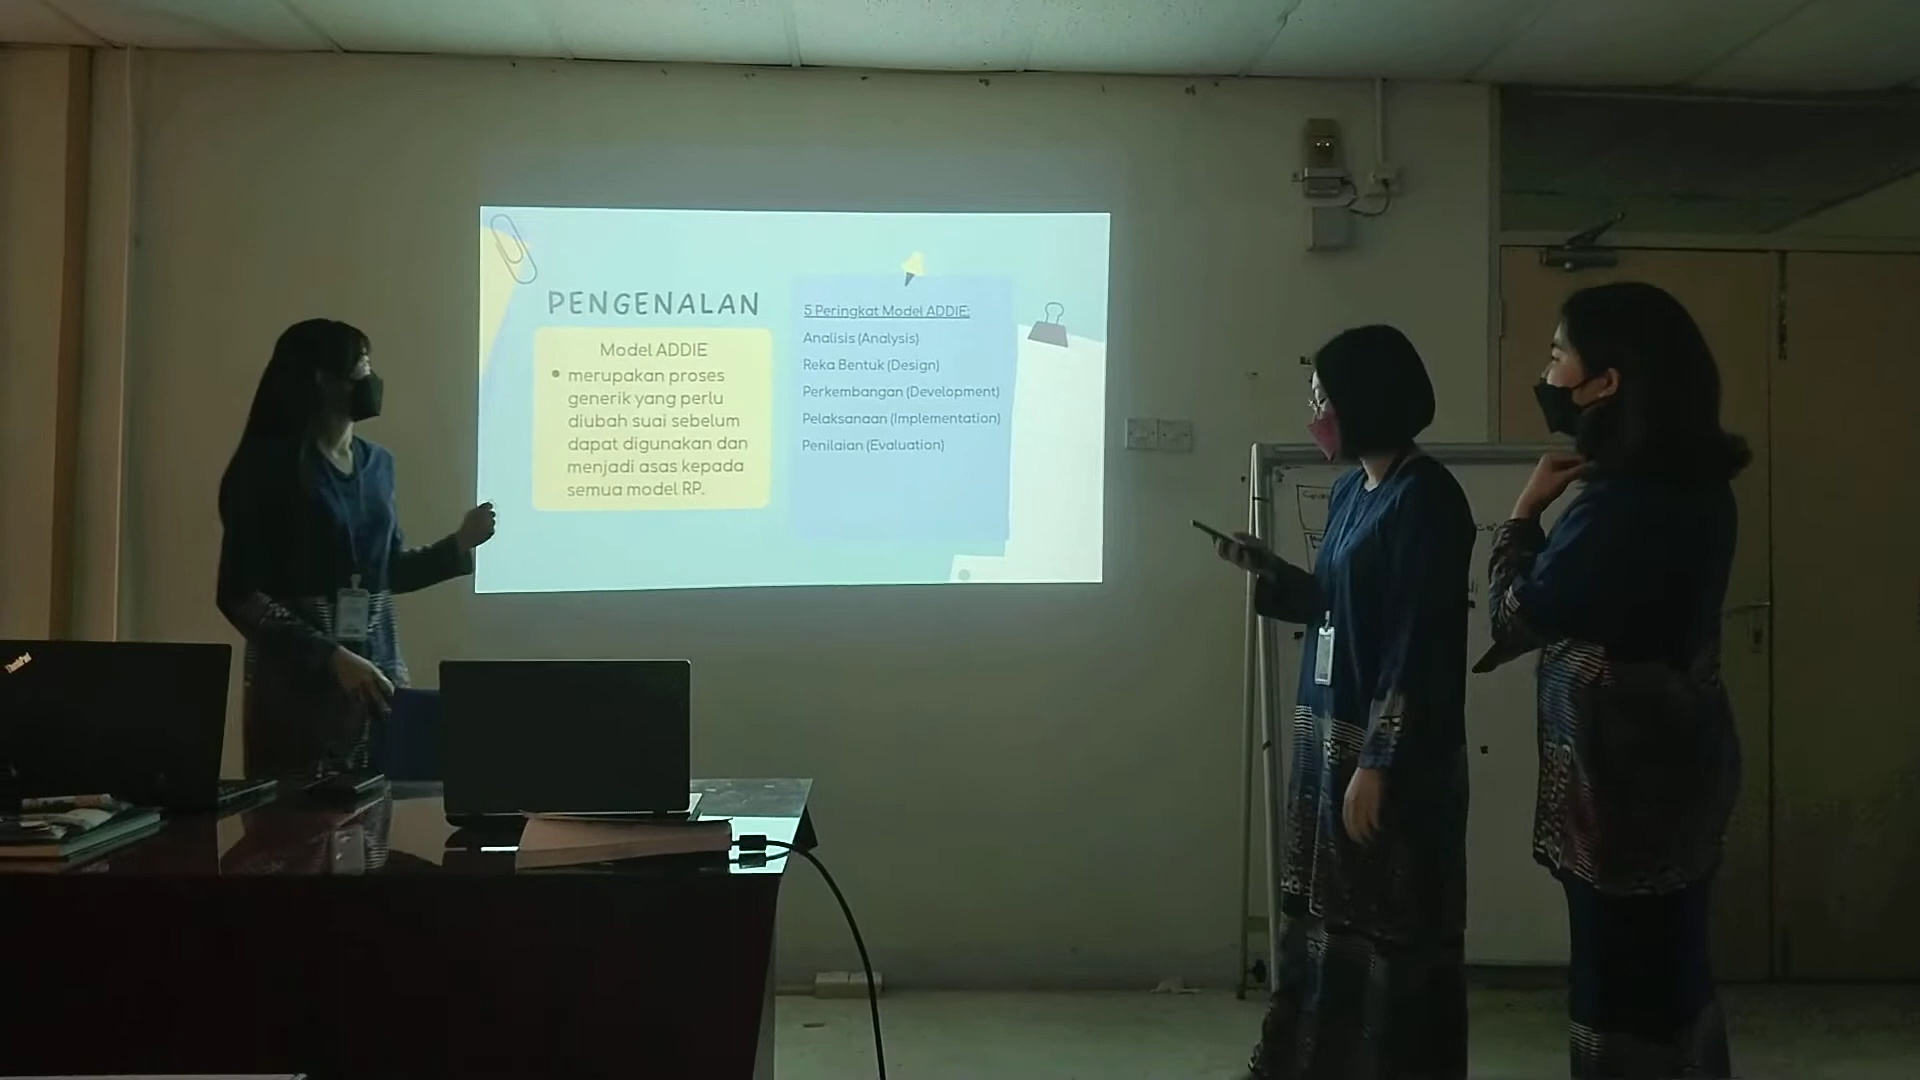 PENGENALAN
Model ADDIE
• merupakan proses
generik yang perlu
diubah suai sebelum
dapat digunakan dan
menjadi asas kepada
semua model RP.
5 Peringkat Model ADDIE:
Analisis (Analysis)
Reka Bentuk (Design)
Perkembangan (Development)
Pelaksanaan (Implementation)
Penilaian (Evaluation)
ThinkPad